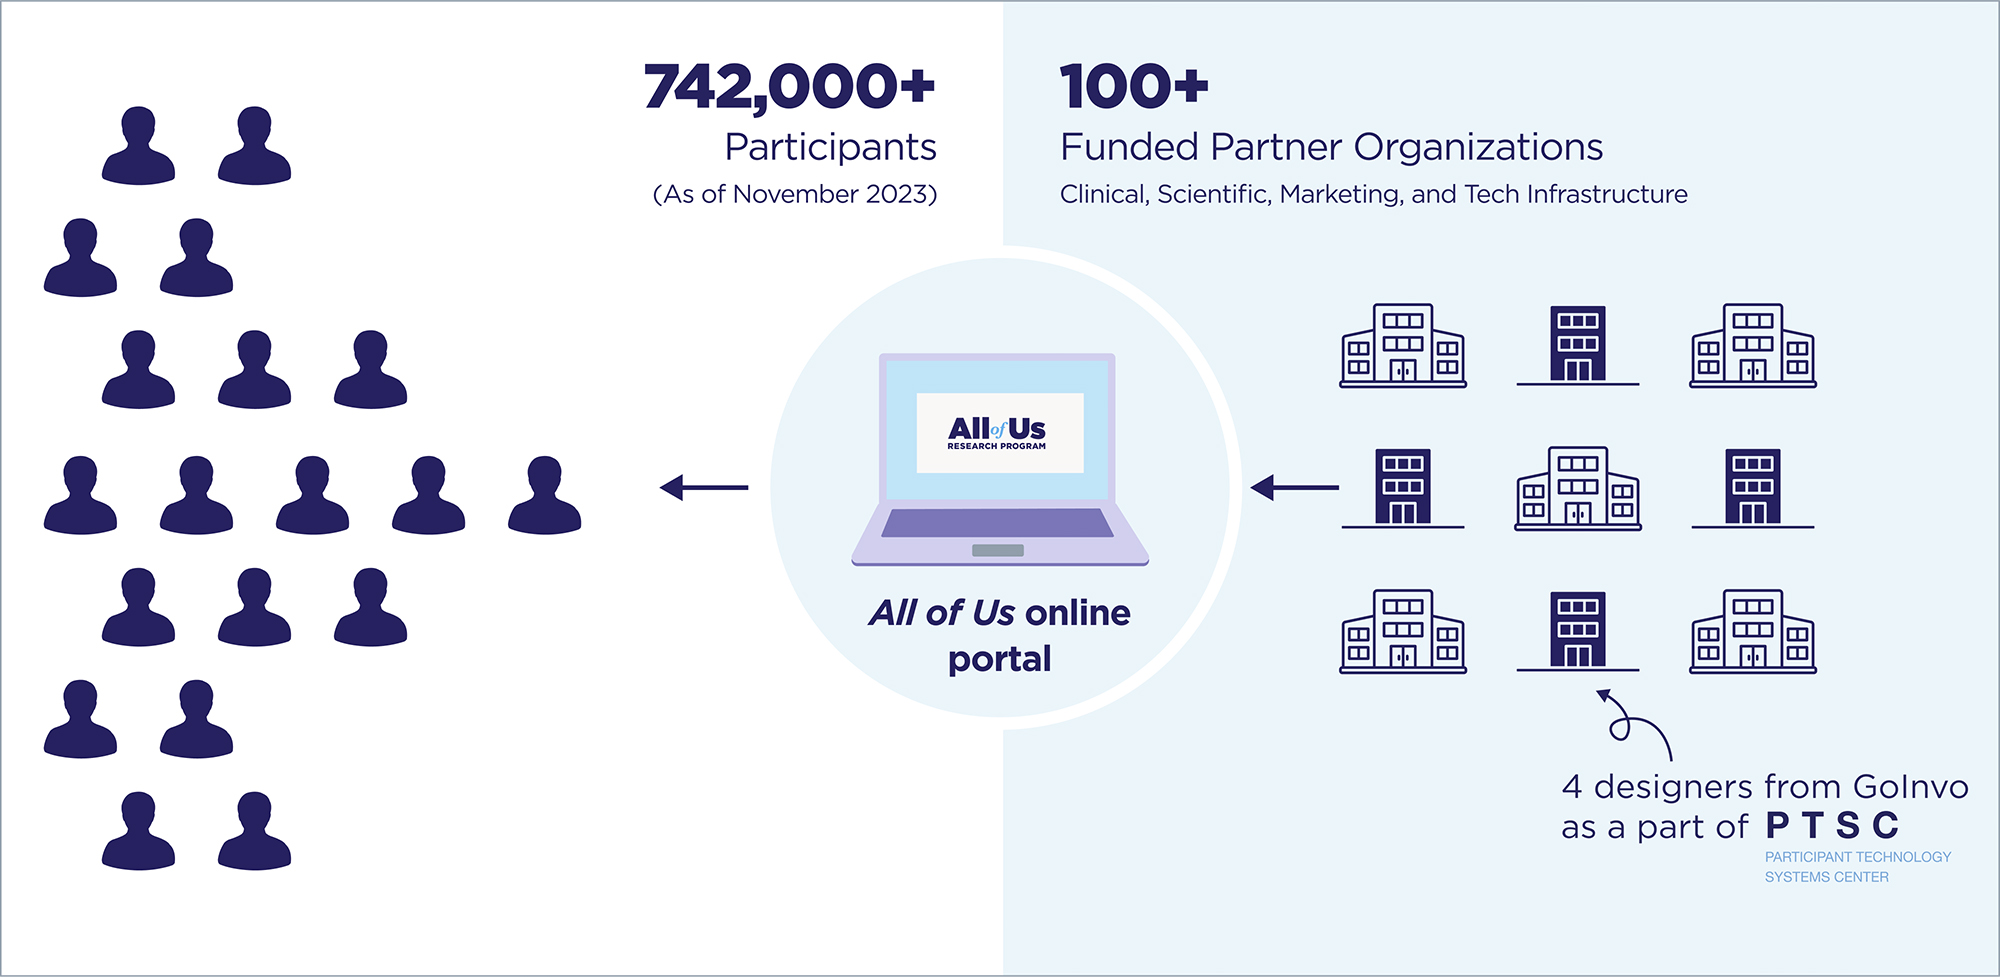 742,000+
Participants
(As of November 2023)
100+
Funded Partner Organizations
Clinical, Scientific, Marketing, and Tech Infrastructure
All of Us
RESEARCH PROGRAM
All of Us online
portal
4 designers from GoInvo
as a part of PTSC
PARTICIPANT TECHNOLOGY
SYSTEMS CENTER